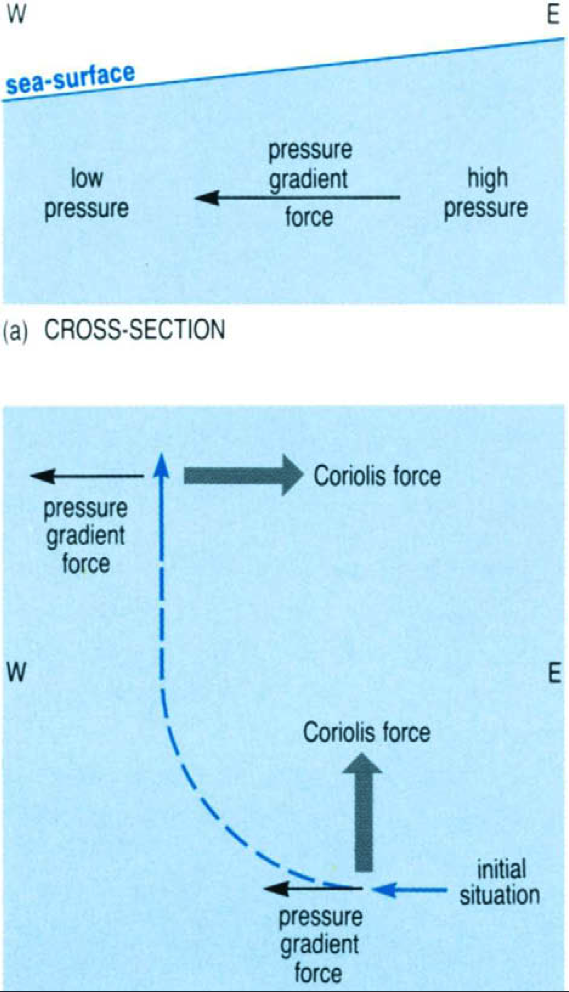 W E
sea-surface
pressure
gradient
force
low
pressure
high
pressure
(a) CROSS-SECTION
Coriolis force
pressure
gradient
force
W E
Coriolis force
initial
situation
pressure
gradient
force